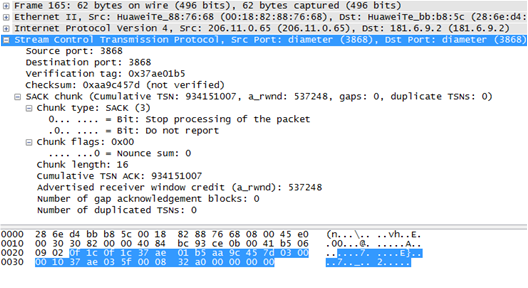 Frame 165: 62 bytes on wire (496 bits), 62 bytes captured (496 bits)
Ethernet II, Src: HuaweiTe_88:76:68 (00:18:82:88:76:68), Dst: HuaweiTe_bb:b8:5c (28:6e:d4:
Internet Protocol Version 4, Src: 206.11.0.65 (206.11.0.65), Dst: 181.6.9.2 (181.6.9.2)
Stream Control Transmission Protocol, Src Port: diameter (3868), Dst Port: diameter (3868)
Source port: 3868
Destination port: 3868
Verification tag: 0x37ae01b5
Checksum: 0xaa9c457d (not verified)
SACK chunk (Cumulative TSN: 934151007, a_rwnd: 537248, gaps: 0, duplicate TSNs: 0)
Chunk type: SACK (3)
0... .... = Bit: Stop processing of the packet
.0.. .... = Bit: Do not report
Chunk flags: 0x00
.... ...0 = Nounce sum: 0
Chunk length: 16
Cumulative TSN ACK: 934151007
Advertised receiver window credit (a_rwnd): 537248
Number of gap acknowledgement blocks: 0
Number of duplicated TSNs: 0
0000 28 6e d4 bb b8 5c 00 18 82 88 76 68 08 00 45 e0 (n...\.. ..vh..E.
0010 00 30 30 82 00 00 40 84 bc 93 ce 0b 00 41 b5 06 .00...@. .....A..
0020 09 02 0f 1c 0f 1c 37 ae 01 b5 aa 9c 45 7d 03 00 ......7. ....E}..
0030 00 10 37 ae 03 5f 00 08 32 a0 00 00 00 00 ..7.._.. 2.....